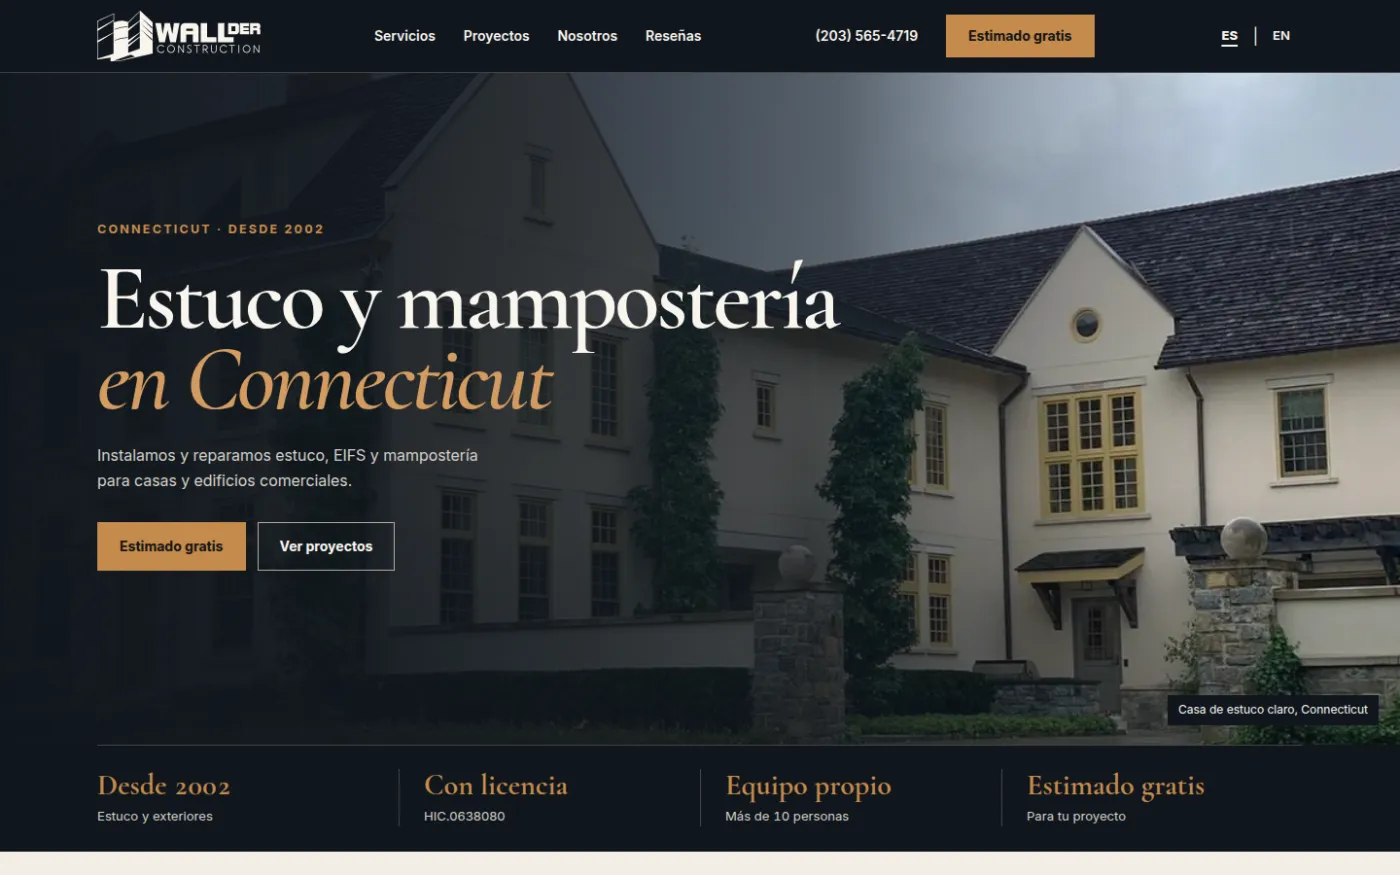 WALLDER
CONSTRUCTION
Servicios
Proyectos
Nosotros
Reseñas
(203) 565-4719
Estimado gratis
ES
EN
CONNECTICUT · DESDE 2002
Estuco y mampostería
en Connecticut
Instalamos y reparamos estuco, EIFS y mampostería
para casas y edificios comerciales.
Estimado gratis
Ver proyectos
Casa de estuco claro, Connecticut
Desde 2002
Estuco y exteriores
Con licencia
HIC.0638080
Equipo propio
Más de 10 personas
Estimado gratis
Para tu proyecto